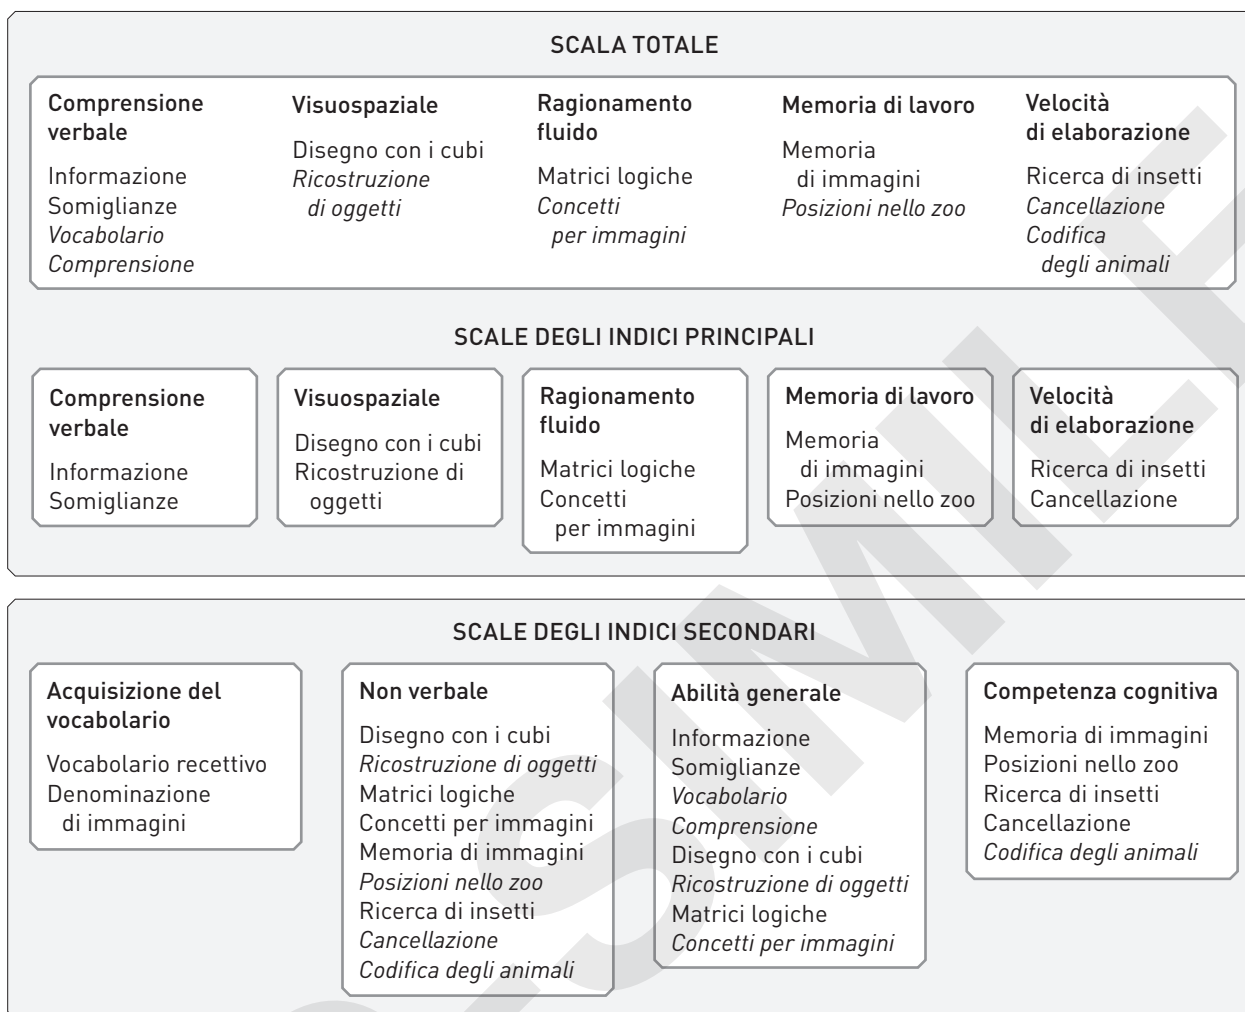 SCALA TOTALE
Comprensione
verbale
Informazione
Somiglianze
Vocabolario
Comprensione
Visuospaziale
Disegno con i cubi
Ricostruzione
di oggetti
Ragionamento
fluido
Matrici logiche
Concetti
per immagini
Memoria di lavoro
Memoria
di immagini
Posizioni nello zoo
Velocità
di elaborazione
Ricerca di insetti
Cancellazione
Codifica
degli animali
SCALE DEGLI INDICI PRINCIPALI
Comprensione
verbale
Informazione
Somiglianze
Visuospaziale
Disegno con i cubi
Ricostruzione di
oggetti
Ragionamento
fluido
Matrici logiche
Concetti
per immagini
Memoria di lavoro
Memoria
di immagini
Posizioni nello zoo
Velocità
di elaborazione
Ricerca di insetti
Cancellazione
SCALE DEGLI INDICI SECONDARI
Acquisizione del
vocabolario
Vocabolario recettivo
Denominazione
di immagini
Non verbale
Disegno con i cubi
Ricostruzione di oggetti
Matrici logiche
Concetti per immagini
Memoria di immagini
Posizioni nello zoo
Ricerca di insetti
Cancellazione
Codifica degli animali
Abilità generale
Informazione
Somiglianze
Vocabolario
Comprensione
Disegno con i cubi
Ricostruzione di oggetti
Matrici logiche
Concetti per immagini
Competenza cognitiva
Memoria di immagini
Posizioni nello zoo
Ricerca di insetti
Cancellazione
Codifica degli animali
SIMILE